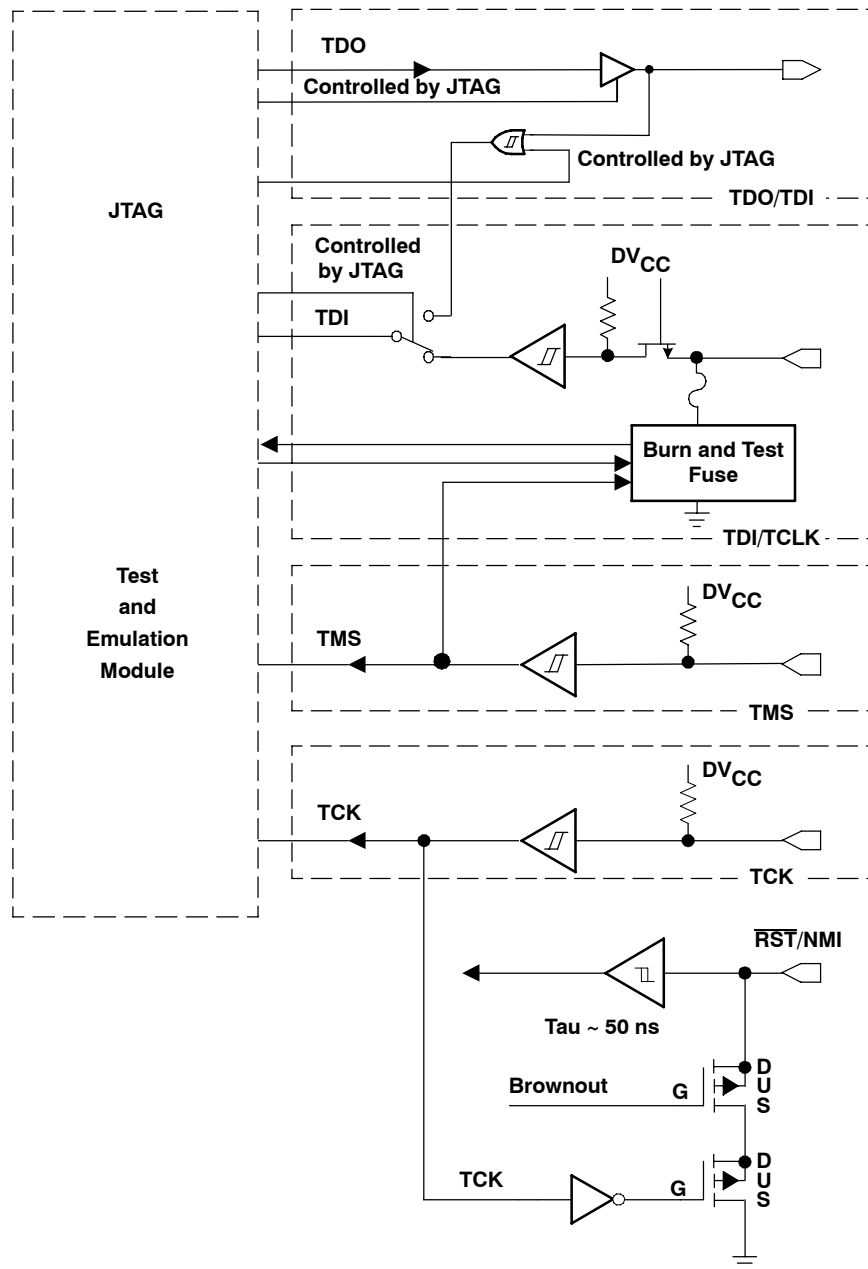 TDO
Controlled by JTAG
Controlled by JTAG
TDO/TDI
JTAG
Controlled
by JTAG
TDI
DVCC
Burn and Test
Fuse
TDI/TCLK
Test
and
Emulation
Module
TMS
DVCC
TMS
TCK
DVCC
TCK
RST/NMI
Tau ~ 50 ns
Brownout
G
D
U
S
TCK
G
D
U
S